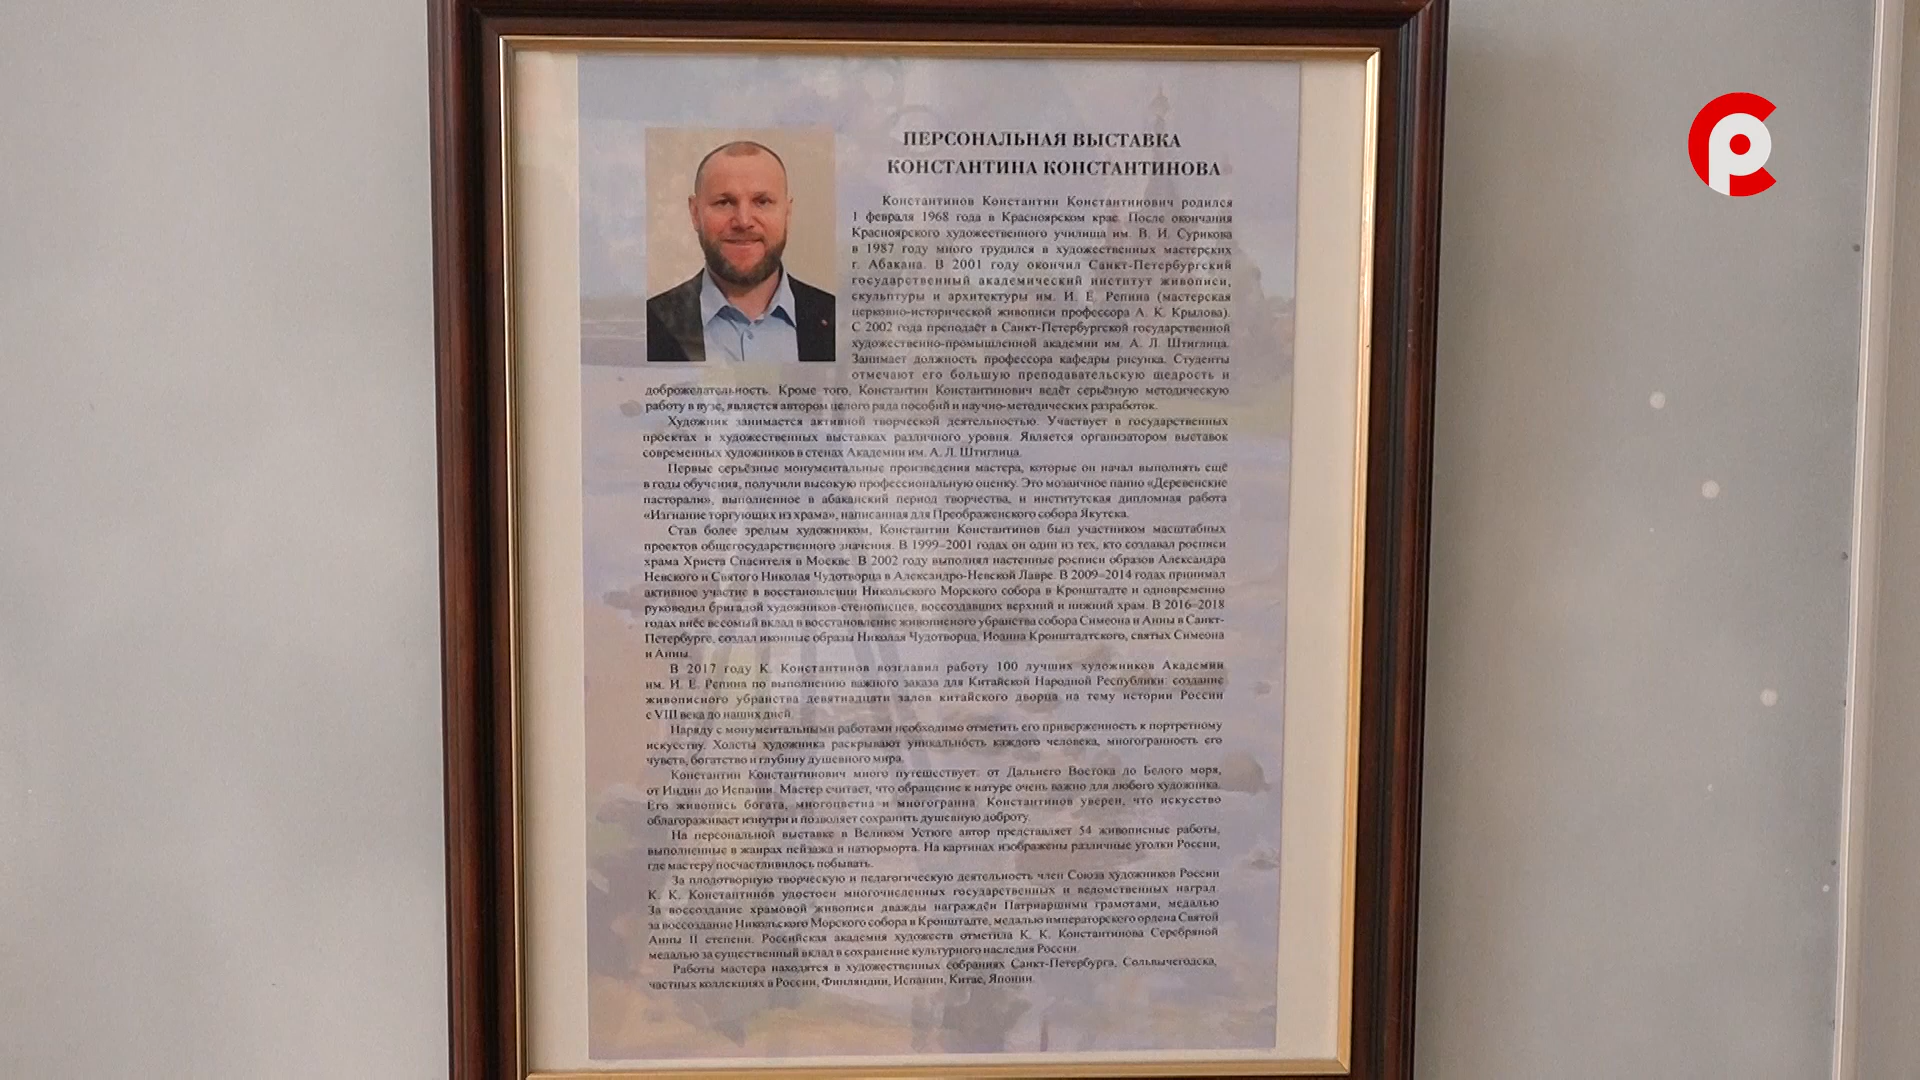 ПЕРСОНАЛЬНАЯ ВЫСТАВКА
КОНСТАНТИНА КОНСТАНТИНОВА
Константинов Константин Константинович родился
1 февраля 1968 года в Красноярском крае. После окончания
Красноярского художественного училища им. В. И. Сурикова
в 1987 году много трудился в художественных мастерских
г. Абакана. В 2001 году окончил Санкт-Петербургский
государственный академический институт живописи,
скульптуры и архитектуры им. И. Е. Репина (мастерская
церковно-исторической живописи профессора А. К. Крылова).
С 2002 года преподаёт в Санкт-Петербургской государственной
художественно-промышленной академии им. А. Л. Штиглица.
Занимает должность профессора кафедры рисунка. Студенты
отмечают его большую преподавательскую щедрость и
доброжелательность. Кроме того, Константин Константинович ведёт серьёзную методическую
работу в вузе, является автором целого ряда пособий и научно-методических разработок.
Художник занимается активной творческой деятельностью. Участвует в государственных
проектах и художественных выставках различного уровня. Является организатором выставок
современных художников в стенах Академии им. А. Л. Штиглица.
Первые серьёзные монументальные произведения мастера, которые он начал выполнять ещё
в годы обучения, получили высокую профессиональную оценку. Это мозаичное панно «Деревенские
пасторали», выполненное в абаканский период творчества, и институтская дипломная работа
«Изгнание торгующих из храма», написанная для Преображенского собора Якутска.
Став более зрелым художником, Константин Константинов был участником масштабных
проектов общегосударственного значения. В 1999–2001 годах он один из тех, кто создавал росписи
храма Христа Спасителя в Москве. В 2002 году выполнял настенные росписи образов Александра
Невского и Святого Николая Чудотворца в Александро-Невской Лавре. В 2009–2014 годах принимал
активное участие в восстановлении Никольского Морского собора в Кронштадте и одновременно
руководил бригадой художников-стенописцев, воссоздавших верхний и нижний храм. В 2016–2018
годах внёс весомый вклад в восстановление живописного убранства собора Симеона и Анны в Санкт-
Петербурге, создал иконные образы Николая Чудотворца, Иоанна Кронштадтского, святых Симеона
и Анны.
В 2017 году К. Константинов возглавил работу 100 лучших художников Академии
им. И. Е. Репина по выполнению важного заказа для Китайской Народной Республики: создание
живописного убранства девятнадцати залов китайского дворца на тему истории России
с VIII века до наших дней.
Наряду с монументальными работами необходимо отметить его приверженность к портретному
искусству. Холсты художника раскрывают уникальность каждого человека, многогранность его
чувств, богатство и глубину душевного мира.
Константин Константинович много путешествует: от Дальнего Востока до Белого моря,
от Индии до Испании. Мастер считает, что обращение к натуре очень важно для любого художника.
Его живопись богата, многоцветна и многогранна. Константинов уверен, что искусство
облагораживает изнутри и позволяет сохранить душевную доброту.
На персональной выставке в Великом Устюге автор представляет 54 живописные работы,
выполненные в жанрах пейзажа и натюрморта. На картинах изображены различные уголки России,
где мастеру посчастливилось побывать.
За плодотворную творческую и педагогическую деятельность член Союза художников России
К. К. Константинов удостоен многочисленных государственных и ведомственных наград.
За воссоздание храмовой живописи дважды награждён Патриаршими грамотами, медалью
за воссоздание Никольского Морского собора в Кронштадте, медалью императорского ордена Святой
Анны II степени. Российская академия художеств отметила К. К. Константинова Серебряной
медалью за существенный вклад в сохранение культурного наследия России.
Работы мастера находятся в художественных собраниях Санкт-Петербурга, Сольвычегодска,
частных коллекциях в России, Финляндии, Испании, Китае, Японии.